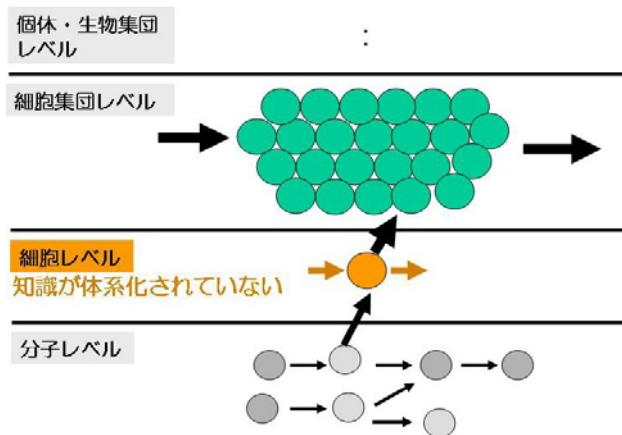 個体・生物集団
レベル
:
細胞集団レベル
細胞レベル
知識が体系化されていない
分子レベル